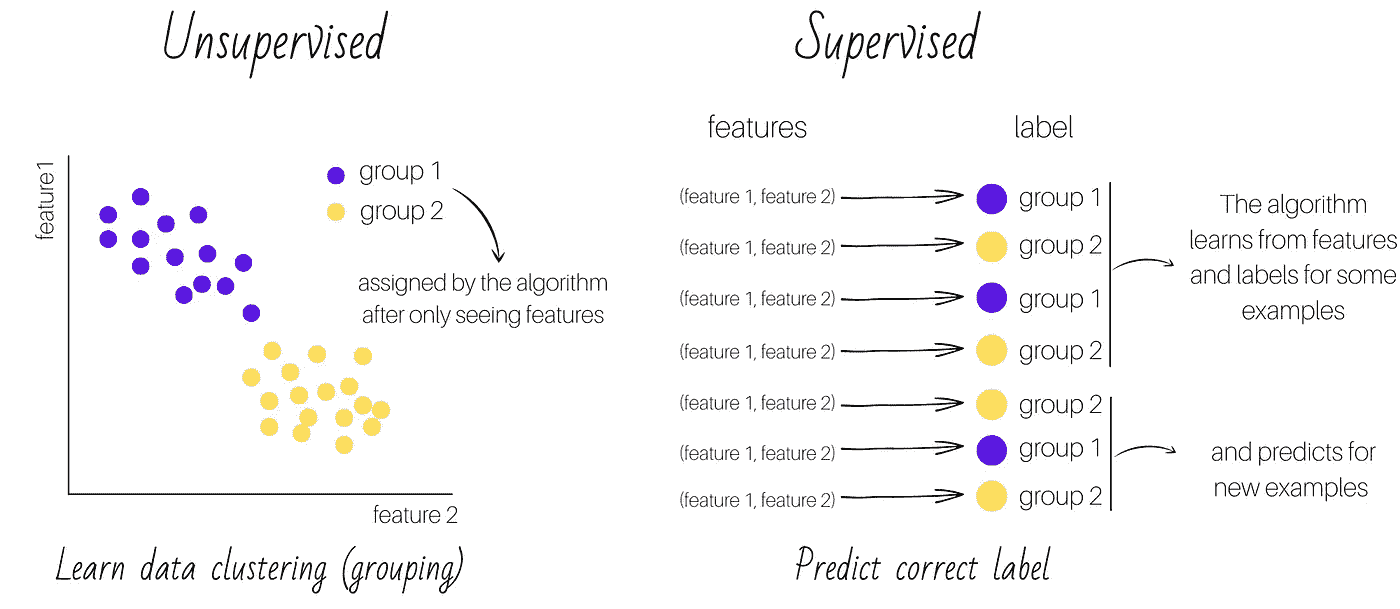 Unsupervised
feature 1
group 1
group 2
assigned by the algorithm
after only seeing features
feature 2
Learn data clustering (grouping)
Supervised
features label
(feature 1, feature 2) group 1
(feature 1, feature 2) group 2
(feature 1, feature 2) group 1
(feature 1, feature 2) group 2
The algorithm
learns from features
and labels for some
examples
(feature 1, feature 2) group 2
(feature 1, feature 2) group 1
(feature 1, feature 2) group 2
and predicts for
new examples
Predict correct label